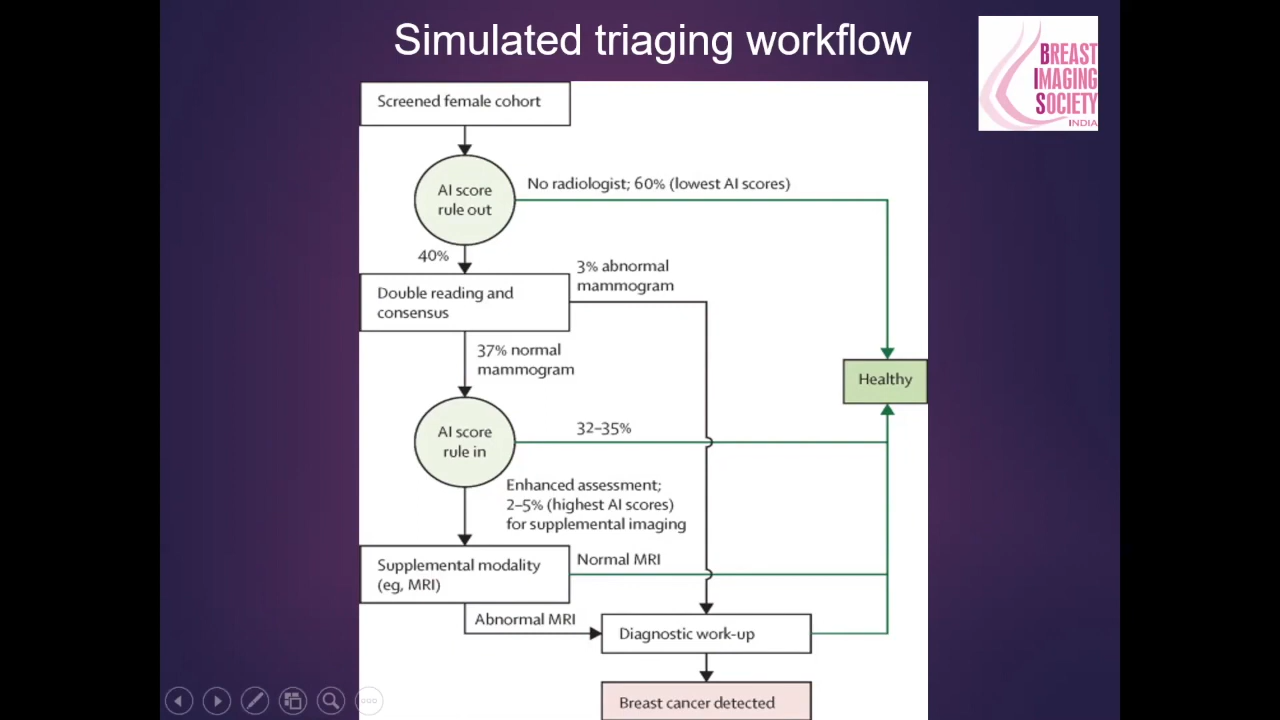 Simulated triaging workflow
BREAST
IMAGING
SOCIETY
INDIA
Screened female cohort
AI score
rule out
No radiologist; 60% (lowest AI scores)
40%
3% abnormal
mammogram
Double reading and
consensus
37% normal
mammogram
Healthy
AI score
rule in
32–35%
Enhanced assessment;
2–5% (highest AI scores)
for supplemental imaging
Supplemental modality
(eg, MRI)
Normal MRI
Abnormal MRI
Diagnostic work-up
Breast cancer detected